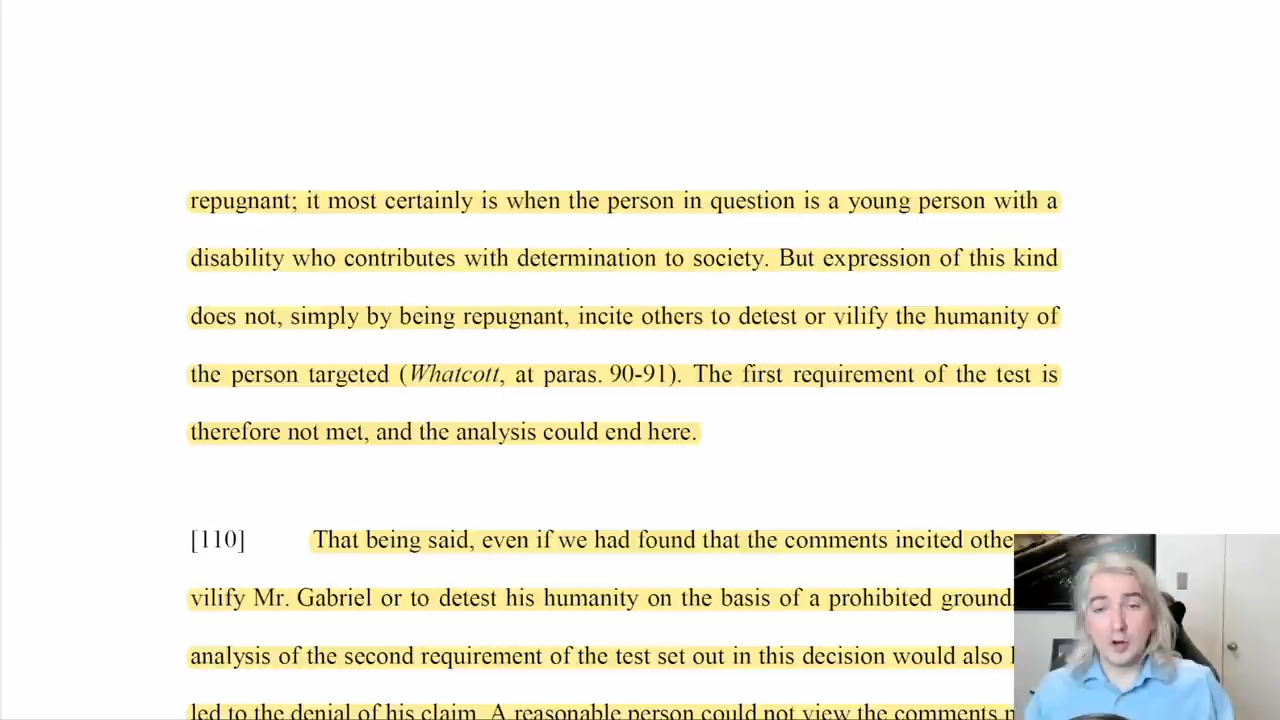 repugnant; it most certainly is when the person in question is a young person with a
disability who contributes with determination to society. But expression of this kind
does not, simply by being repugnant, incite others to detest or vilify the humanity of
the person targeted (Whatcott, at paras. 90-91). The first requirement of the test is
therefore not met, and the analysis could end here.
[110] That being said, even if we had found that the comments incited
vilify Mr. Gabriel or to detest his humanity on the basis of a prohibited ground
analysis of the second requirement of the test set out in this decision would also
led to the denial of his claim. A reasonable person could not view the comments